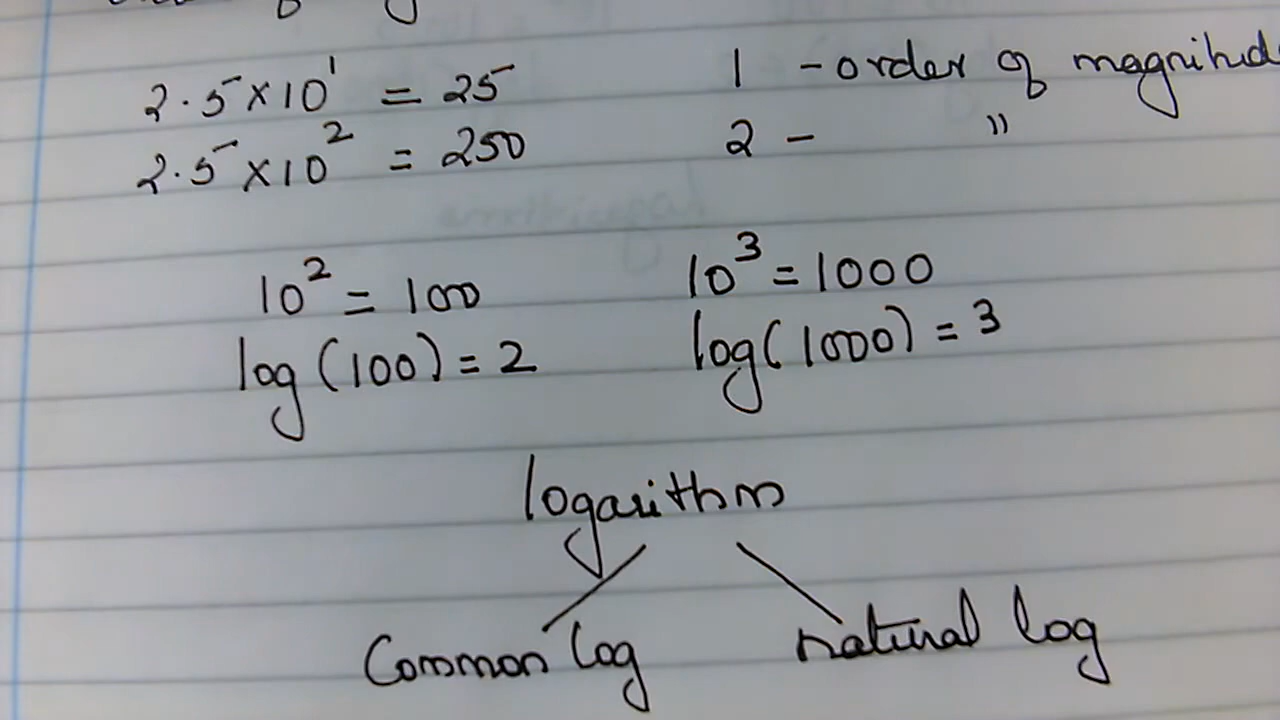 2.5×10¹ = 25 1 - order of magnitud
2.5×10² = 250 2 - "
10² = 100 10³ = 1000
log(100) = 2 log(1000) = 3
logarithm
Common log natural log